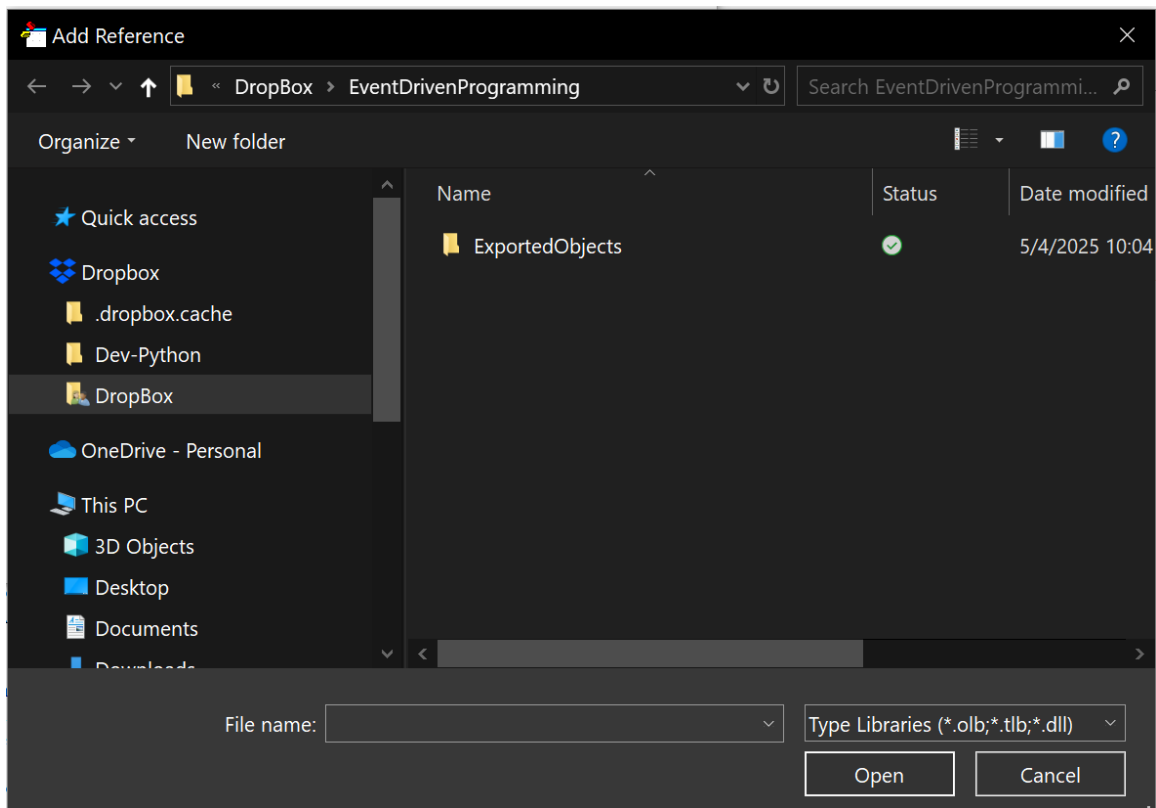 Add Reference
« DropBox > EventDrivenProgramming
Search EventDrivenProgrammi...
Organize
New folder
?
Name
Status
Date modified
Quick access
ExportedObjects
5/4/2025 10:04
Dropbox
.dropbox.cache
Dev-Python
DropBox
OneDrive - Personal
This PC
3D Objects
Desktop
Documents
Downloads
File name:
Type Libraries (*.olb;*.tlb;*.dll)
Open
Cancel